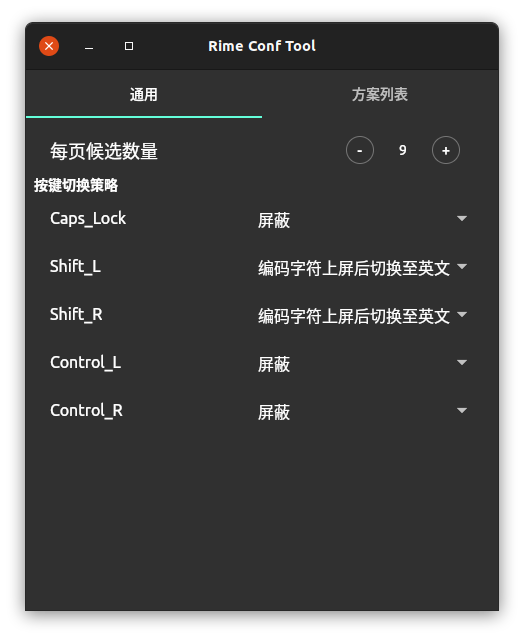 Rime Conf Tool
通用 方案列表
每页候选数量 - 9 +
按键切换策略
Caps_Lock 屏蔽
Shift_L 编码字符上屏后切换至英文
Shift_R 编码字符上屏后切换至英文
Control_L 屏蔽
Control_R 屏蔽